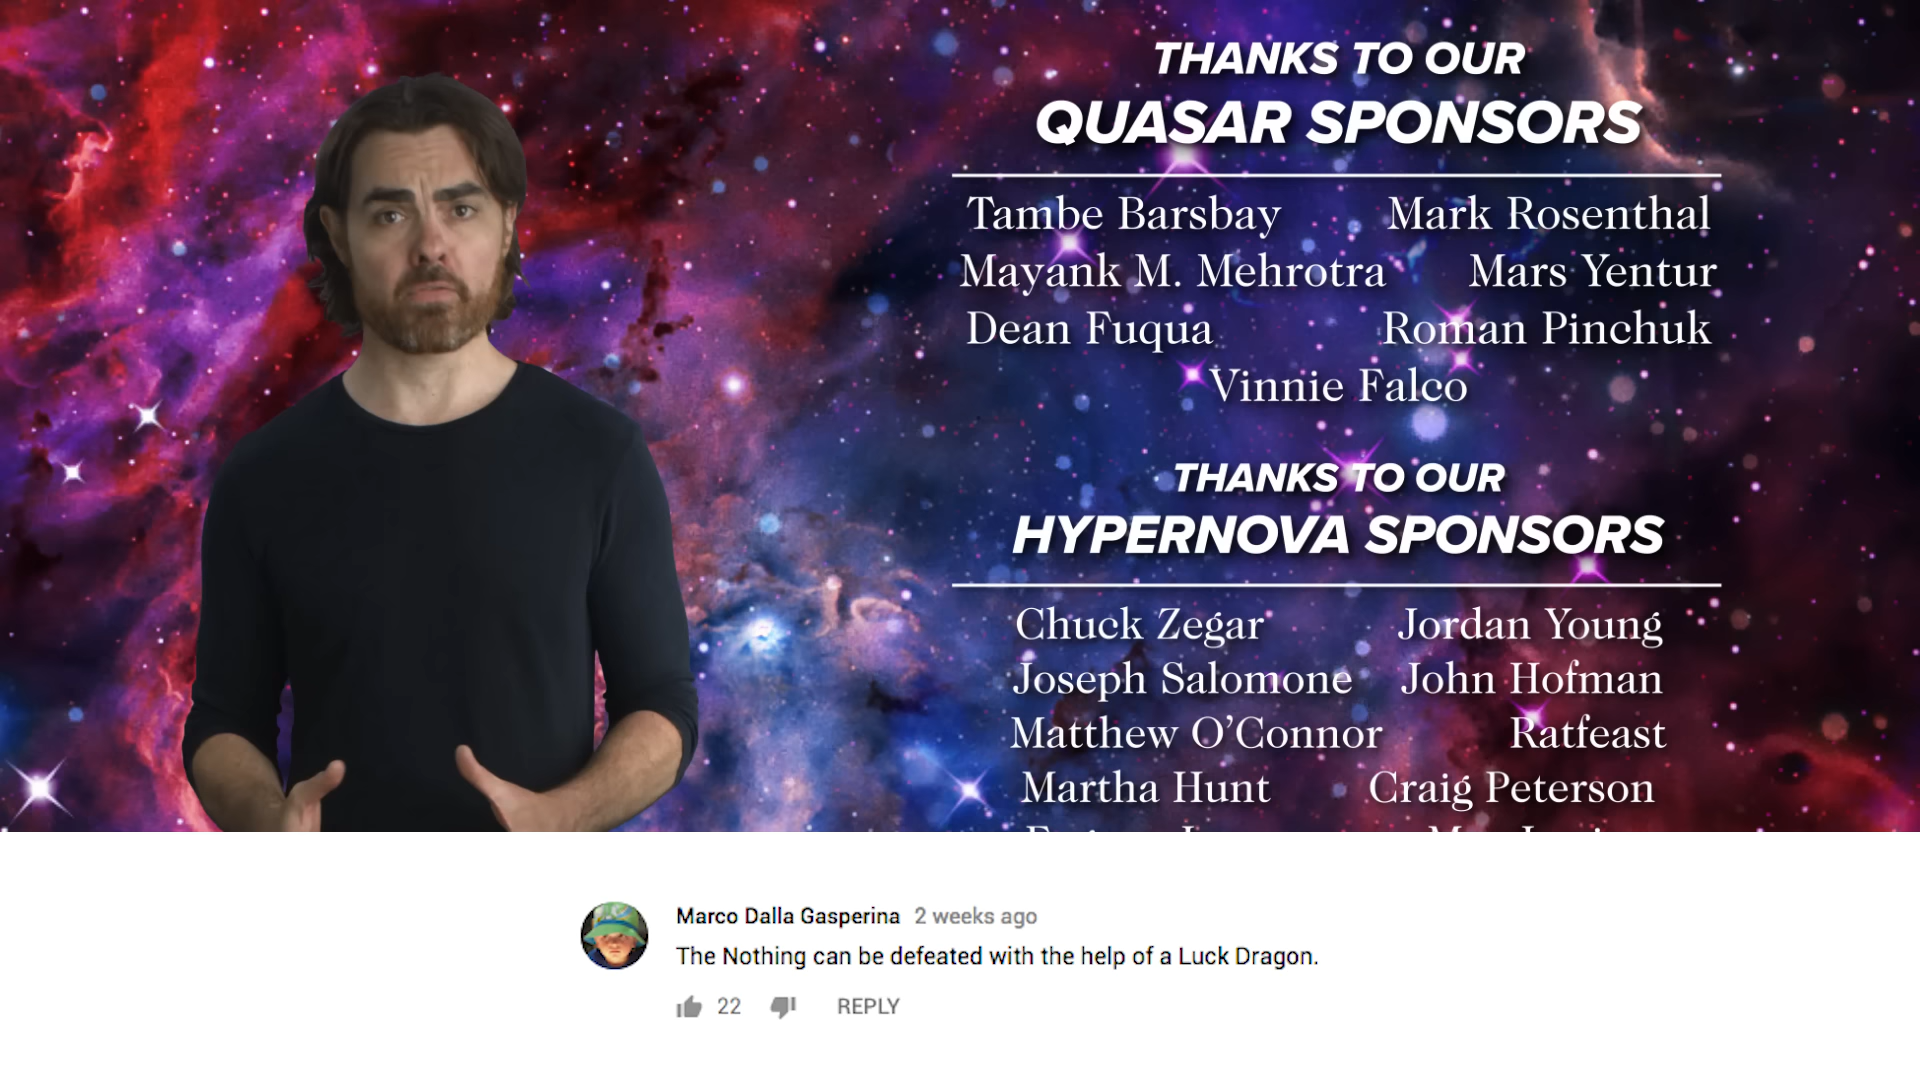 THANKS TO OUR
QUASAR SPONSORS
Tambe Barsbay Mark Rosenthal
Mayank M. Mehrotra Mars Yentur
Dean Fuqua Roman Pinchuk
Vinnie Falco
THANKS TO OUR
HYPERNOVA SPONSORS
Chuck Zegar Jordan Young
Joseph Salomone John Hofman
Matthew O’Connor Ratfeast
Martha Hunt Craig Peterson
Marco Dalla Gasperina 2 weeks ago
The Nothing can be defeated with the help of a Luck Dragon.
22 REPLY